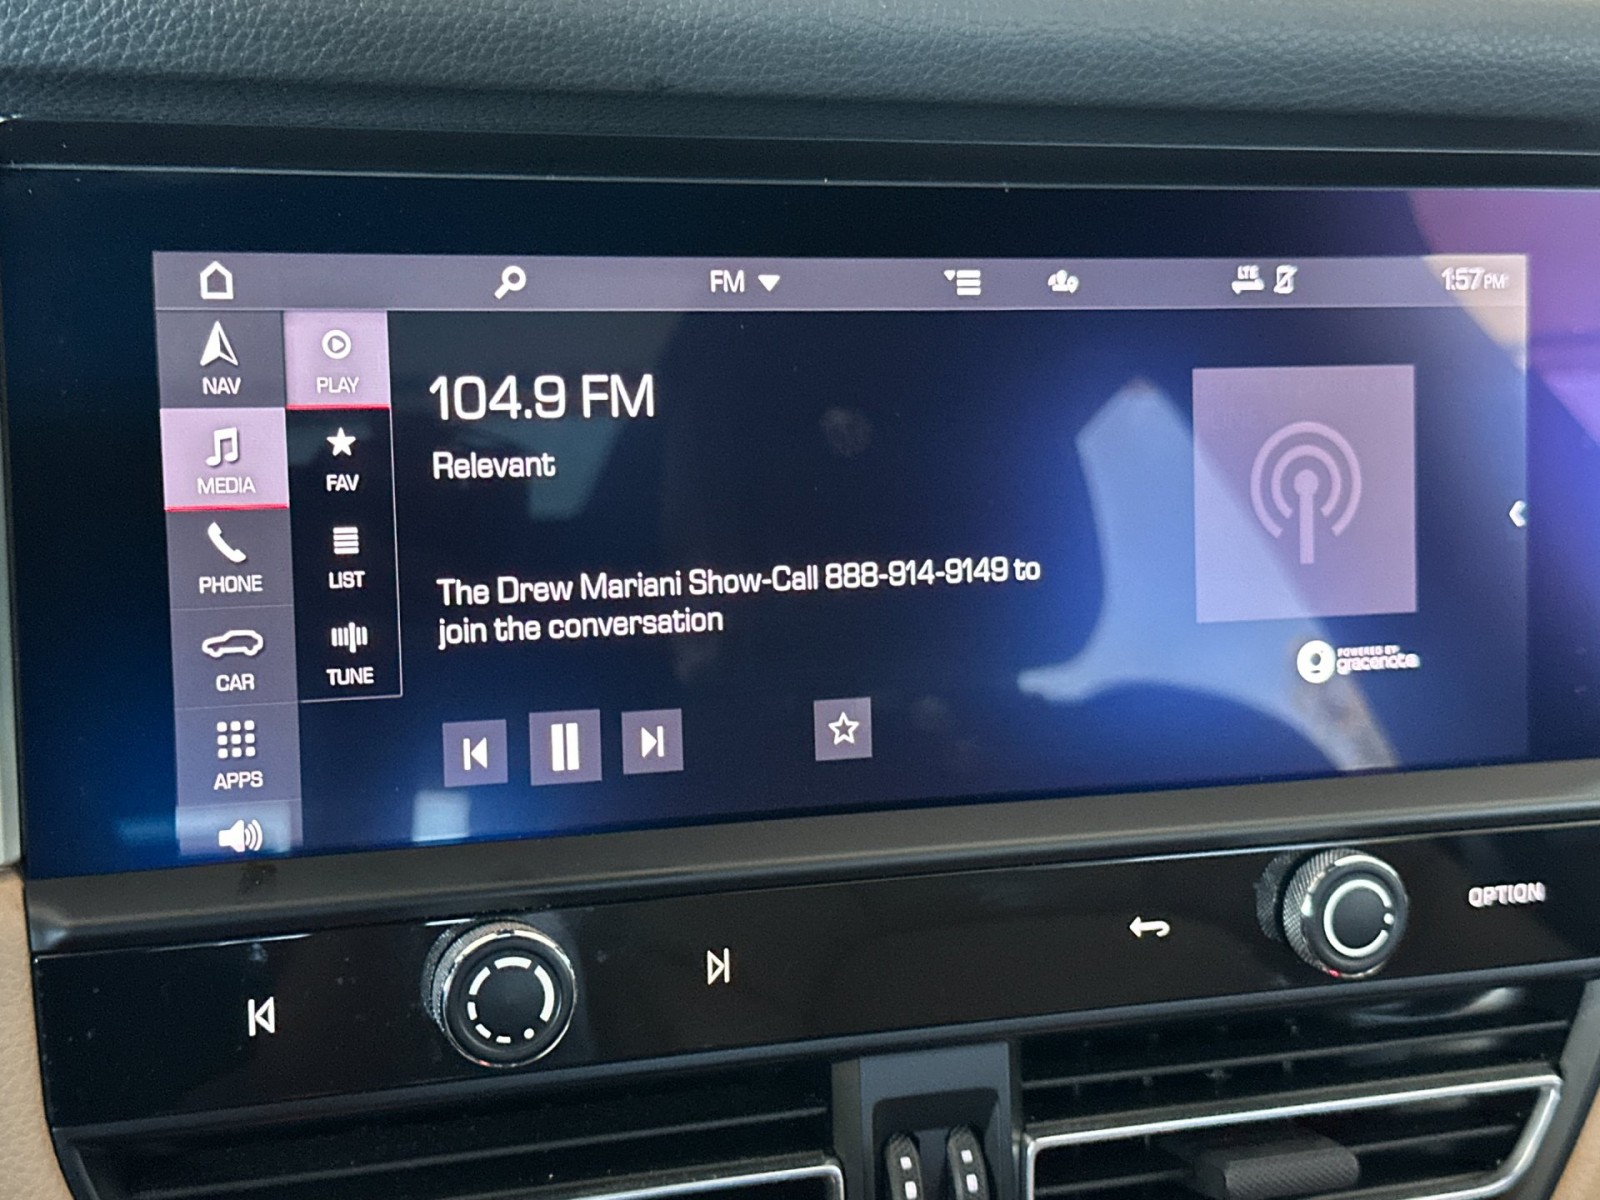 FM
LTE
1:57 PM
NAV
PLAY
MEDIA
FAV
PHONE
LIST
CAR
TUNE
APPS
104.9 FM
Relevant
The Drew Mariani Show-Call 888-914-9149 to
join the conversation
POWERED BY
gracenote
OPTION